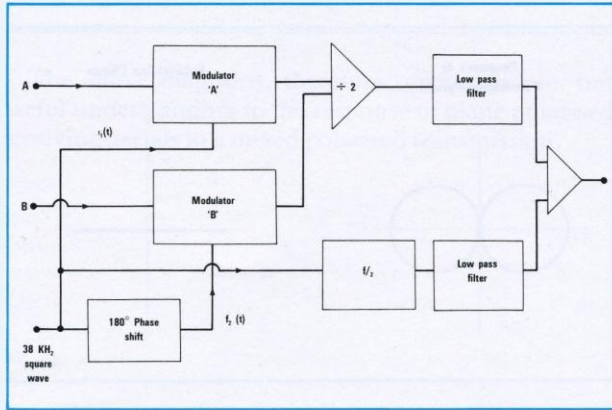 Modulator
'A'
÷ 2
Low pass
filter
A
f₁(t)
Modulator
'B'
B
f/₂
Low pass
filter
180° Phase
shift
f₂ (t)
38 KH₂
square
wave